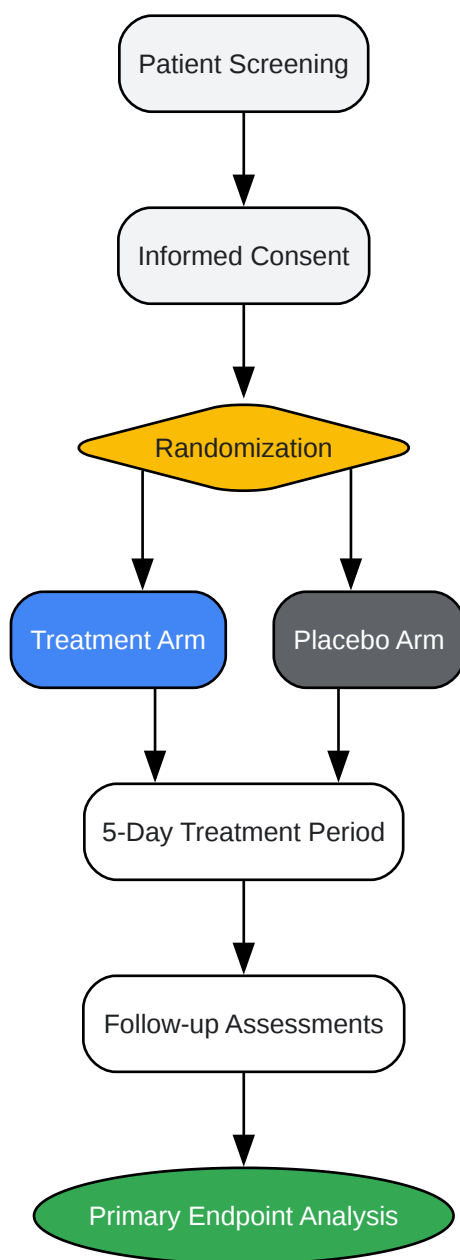 Patient Screening
Informed Consent
Randomization
Treatment Arm
Placebo Arm
5-Day Treatment Period
Follow-up Assessments
Primary Endpoint Analysis